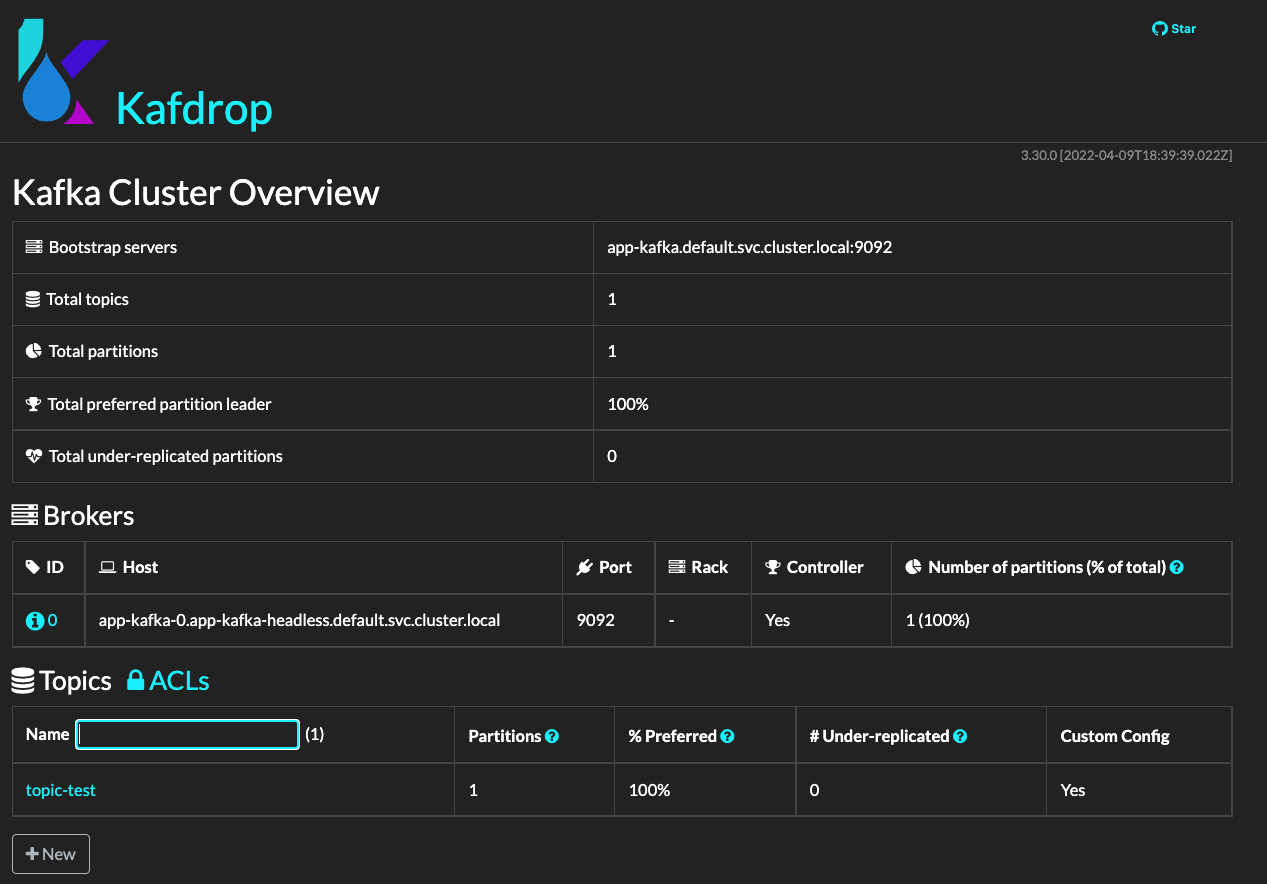 Star
Kafdrop
3.30.0 [2022-04-09T18:39:39.022Z]
Kafka Cluster Overview
Bootstrap servers app-kafka.default.svc.cluster.local:9092
Total topics 1
Total partitions 1
Total preferred partition leader 100%
Total under-replicated partitions 0
Brokers
ID Host Port Rack Controller Number of partitions (% of total) ?
0 app-kafka-0.app-kafka-headless.default.svc.cluster.local 9092 - Yes 1 (100%)
Topics ACLs
Name (1) Partitions ? % Preferred ? # Under-replicated ? Custom Config
topic-test 1 100% 0 Yes
+ New